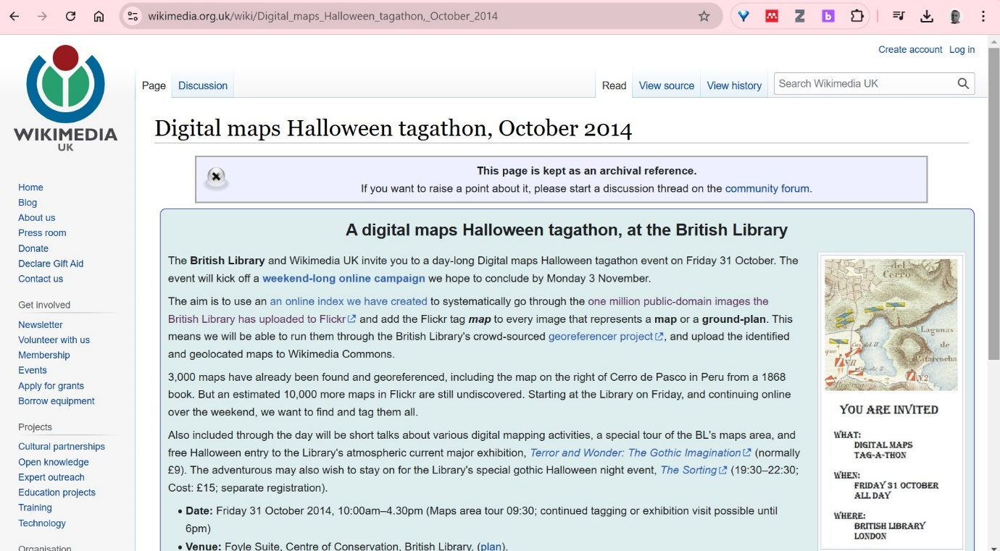 wikimedia.org.uk/wiki/Digital_maps_Halloween_tagathon,_October_2014
Create account Log in
Page Discussion Read View source View history Search Wikimedia UK
WIKIMEDIA
UK
Home
Blog
About us
Press room
Donate
Declare Gift Aid
Contact us
Get involved
Newsletter
Volunteer with us
Membership
Events
Apply for grants
Borrow equipment
Projects
Cultural partnerships
Open knowledge
Expert outreach
Education projects
Training
Technology
Organisation
Digital maps Halloween tagathon, October 2014
This page is kept as an archival reference.
If you want to raise a point about it, please start a discussion thread on the community forum.
A digital maps Halloween tagathon, at the British Library
The British Library and Wikimedia UK invite you to a day-long Digital maps Halloween tagathon event on Friday 31 October. The
event will kick off a weekend-long online campaign we hope to conclude by Monday 3 November.
The aim is to use an online index we have created to systematically go through the one million public-domain images the
British Library has uploaded to Flickr and add the Flickr tag map to every image that represents a map or a ground-plan. This
means we will be able to run them through the British Library's crowd-sourced georeferencer project, and upload the identified
and geolocated maps to Wikimedia Commons.
3,000 maps have already been found and georeferenced, including the map on the right of Cerro de Pasco in Peru from a 1868
book. But an estimated 10,000 more maps in Flickr are still undiscovered. Starting at the Library on Friday, and continuing online
over the weekend, we want to find and tag them all.
Also included through the day will be short talks about various digital mapping activities, a special tour of the BL's maps area, and
free Halloween entry to the Library's atmospheric current major exhibition, Terror and Wonder: The Gothic Imagination (normally
£9). The adventurous may also wish to stay on for the Library's special gothic Halloween night event, The Sorting (19:30–22:30;
Cost: £15; separate registration).
• Date: Friday 31 October 2014, 10:00am–4.30pm (Maps area tour 09:30; continued tagging or exhibition visit possible until
6pm)
• Venue: Foyle Suite, Centre of Conservation, British Library. (plan).
del
Cerro
Lagunas
de
Patarcocha
YOU ARE INVITED
WHAT:
DIGITAL MAPS
TAG-A-THON
WHEN:
FRIDAY 31 OCTOBER
ALL DAY
WHERE:
BRITISH LIBRARY
LONDON